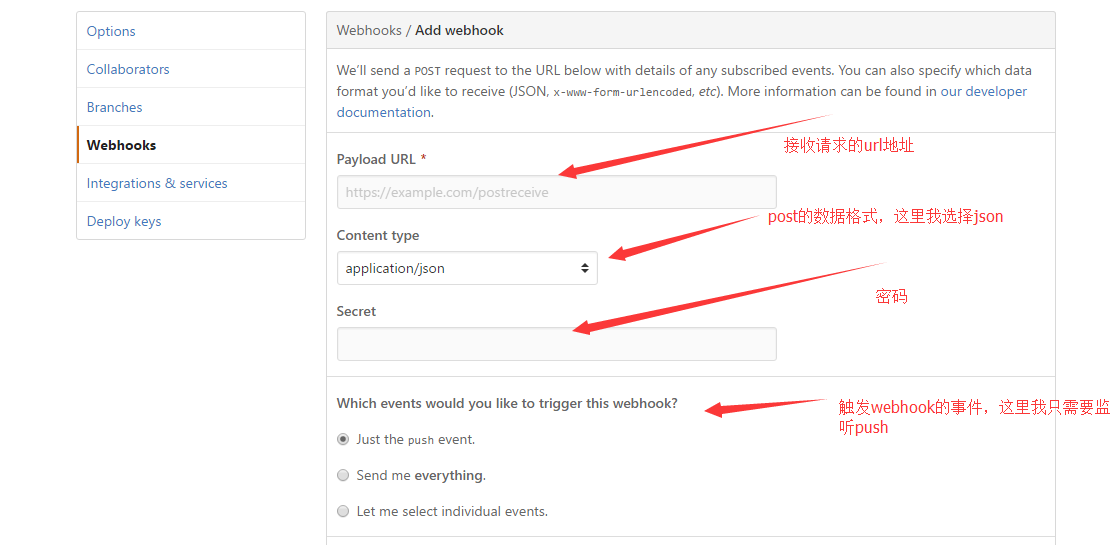 Options
Collaborators
Branches
Webhooks
Integrations & services
Deploy keys
Webhooks / Add webhook
We’ll send a POST request to the URL below with details of any subscribed events. You can also specify which data
format you’d like to receive (JSON, x-www-form-urlencoded, etc). More information can be found in our developer
documentation.
接收请求的url地址
Payload URL *
https://example.com/postreceive
post的数据格式，这里我选择json
Content type
application/json
密码
Secret
Which events would you like to trigger this webhook?
触发webhook的事件，这里我只需要监
听push
Just the push event.
Send me everything.
Let me select individual events.